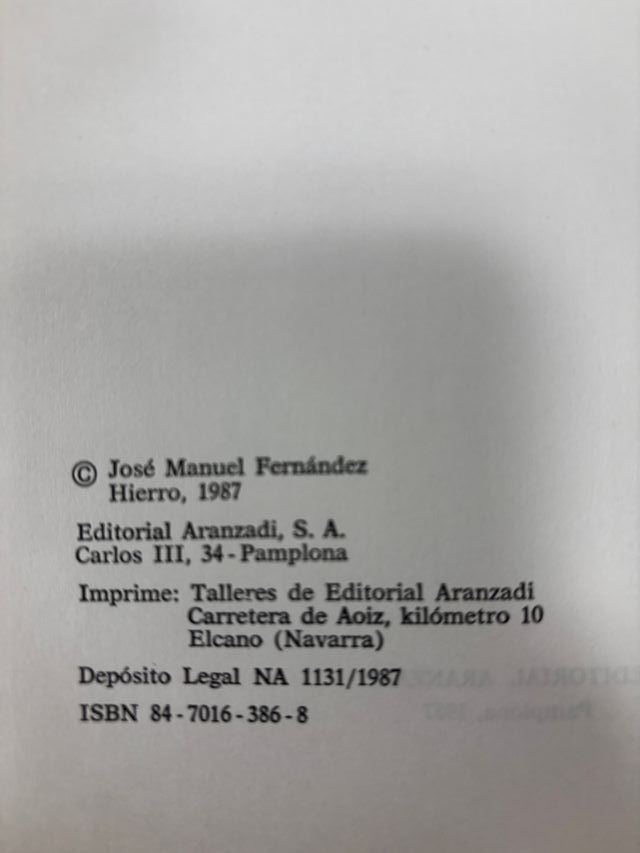 © José Manuel Fernández
Hierro, 1987
Editorial Aranzadi, S. A.
Carlos III, 34 - Pamplona
Imprime: Talleres de Editorial Aranzadi
Carretera de Aoiz, kilómetro 10
Elcano (Navarra)
Depósito Legal NA 1131/1987
ISBN 84 - 7016 - 386 - 8